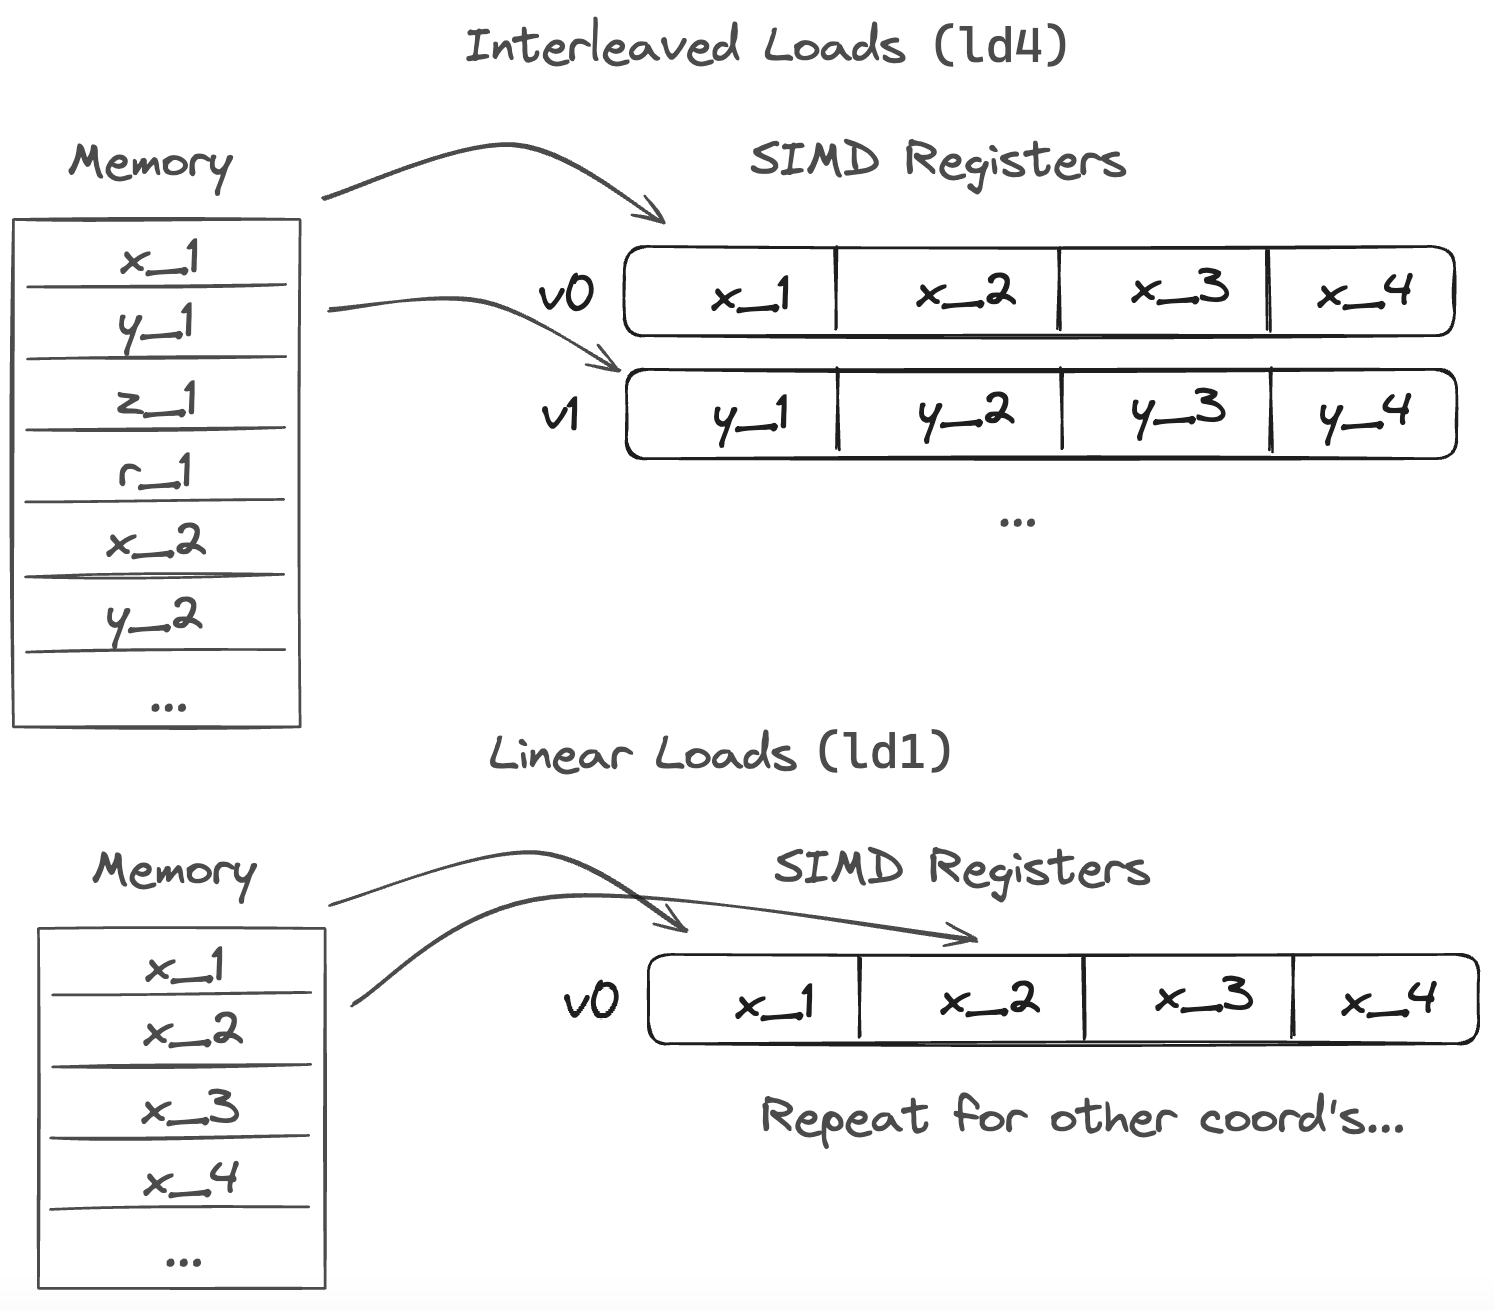 Interleaved Loads (ld4)
Memory
SIMD Registers
x_1
y_1
z_1
r_1
x_2
y_2
...
v0 x_1 x_2 x_3 x_4
v1 y_1 y_2 y_3 y_4
...
Linear Loads (ld1)
Memory
SIMD Registers
x_1
x_2
x_3
x_4
...
v0 x_1 x_2 x_3 x_4
Repeat for other coord's...